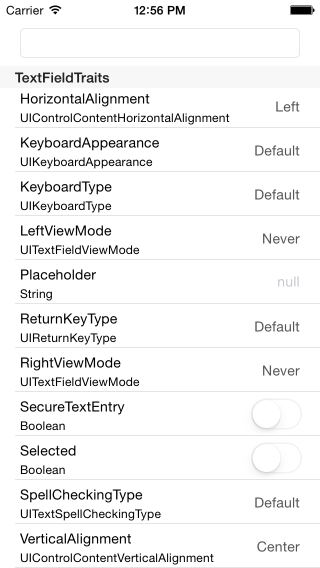 Carrier 12:56 PM
TextFieldTraits
HorizontalAlignment
UIControlContentHorizontalAlignment
Left
KeyboardAppearance
UIKeyboardAppearance
Default
KeyboardType
UIKeyboardType
Default
LeftViewMode
UITextFieldViewMode
Never
Placeholder
String
null
ReturnKeyType
UIReturnKeyType
Default
RightViewMode
UITextFieldViewMode
Never
SecureTextEntry
Boolean
Selected
Boolean
SpellCheckingType
UITextSpellCheckingType
Default
VerticalAlignment
UIControlContentVerticalAlignment
Center